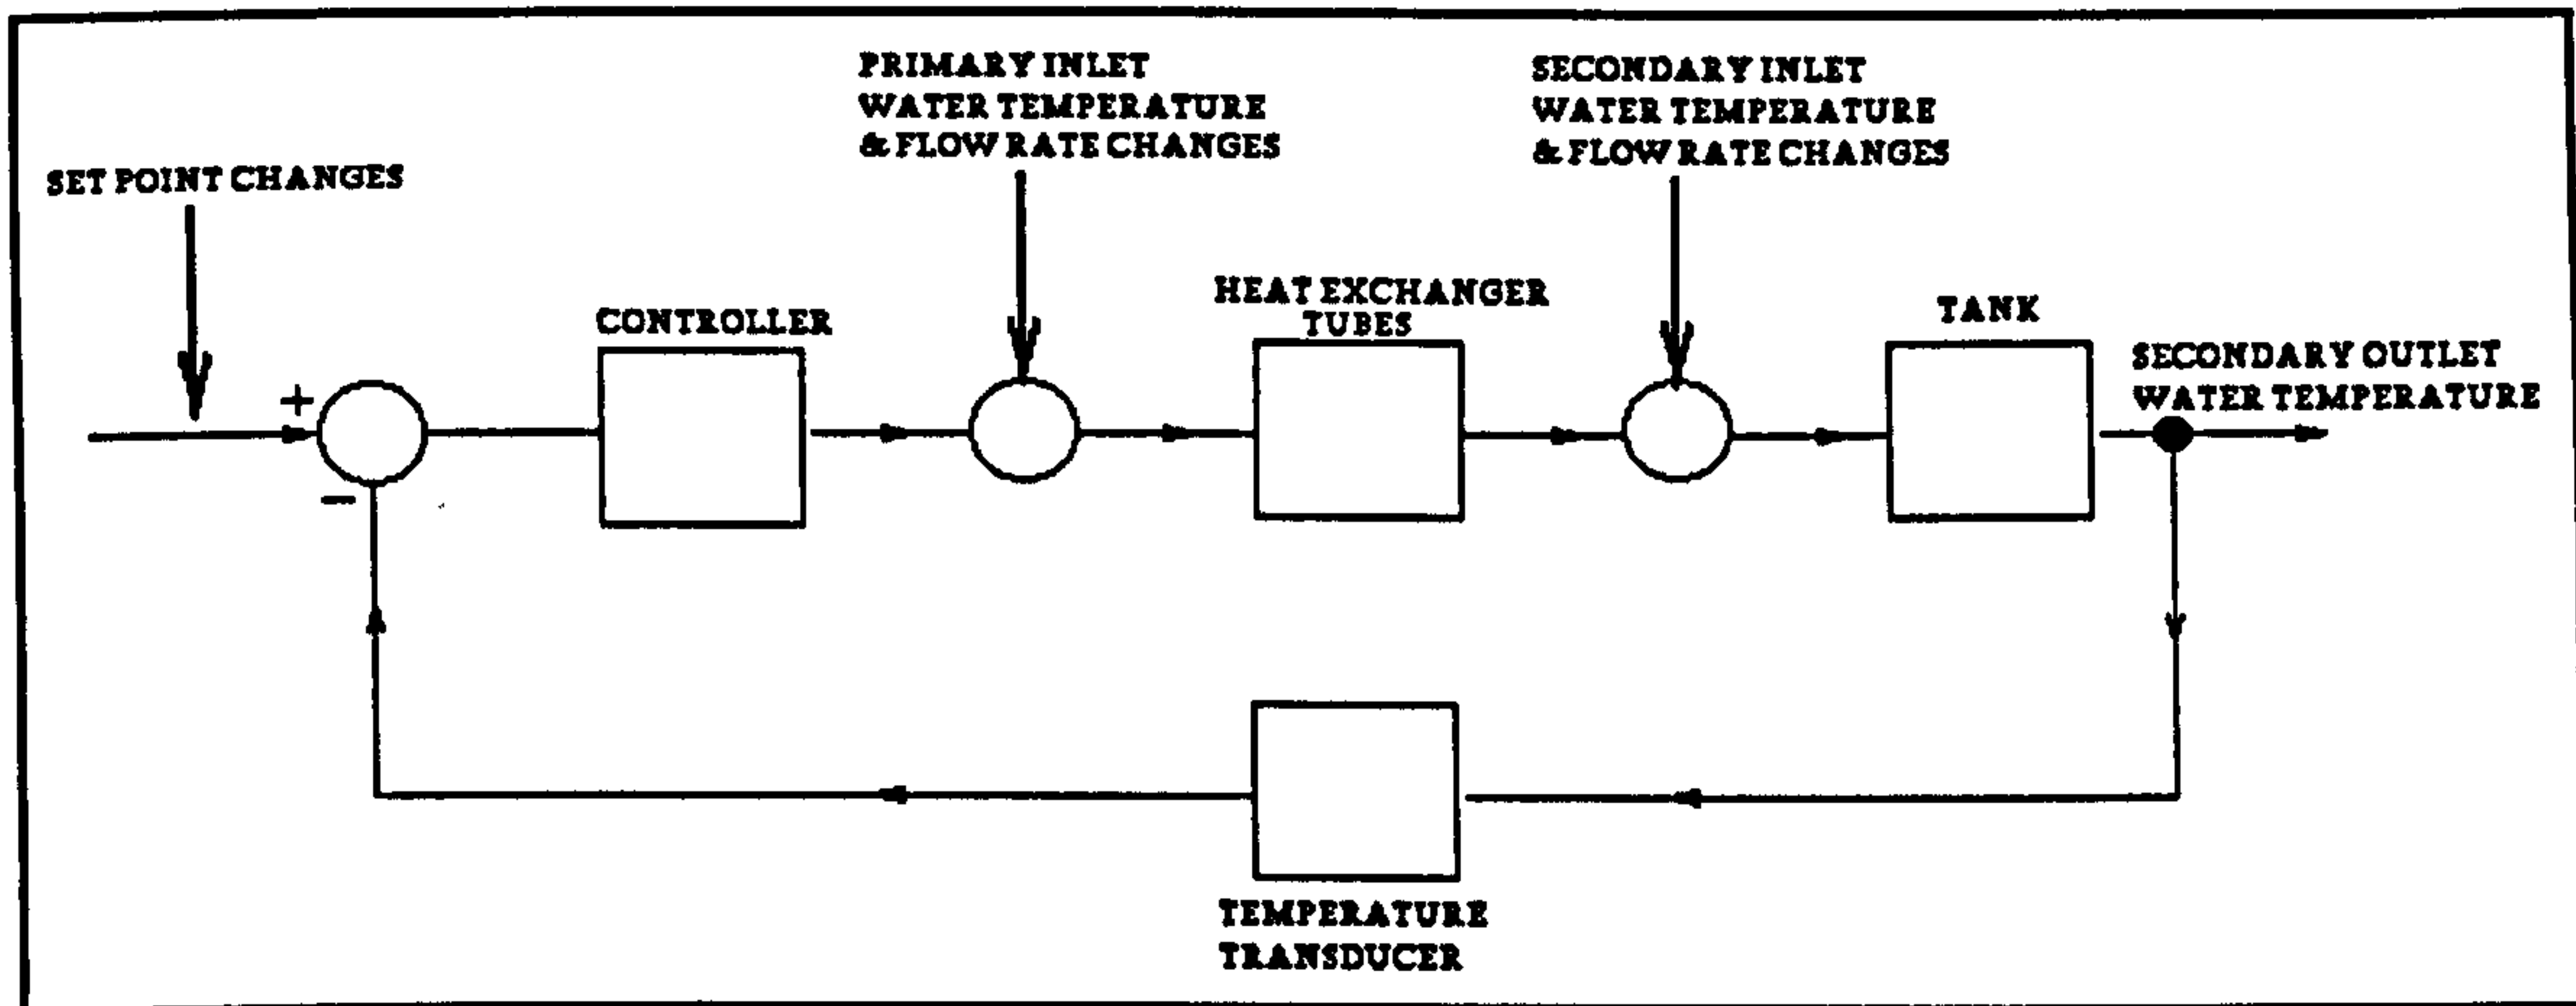 PRIMARY INLET
WATER TEMPERATURE
& FLOW RATE CHANGES
SECONDARY INLET
WATER TEMPERATURE
& FLOW RATE CHANGES
SET POINT CHANGES
CONTROLLER
HEAT EXCHANGER
TUBES
TANK
SECONDARY OUTLET
WATER TEMPERATURE
+
−
TEMPERATURE
TRANSDUCER